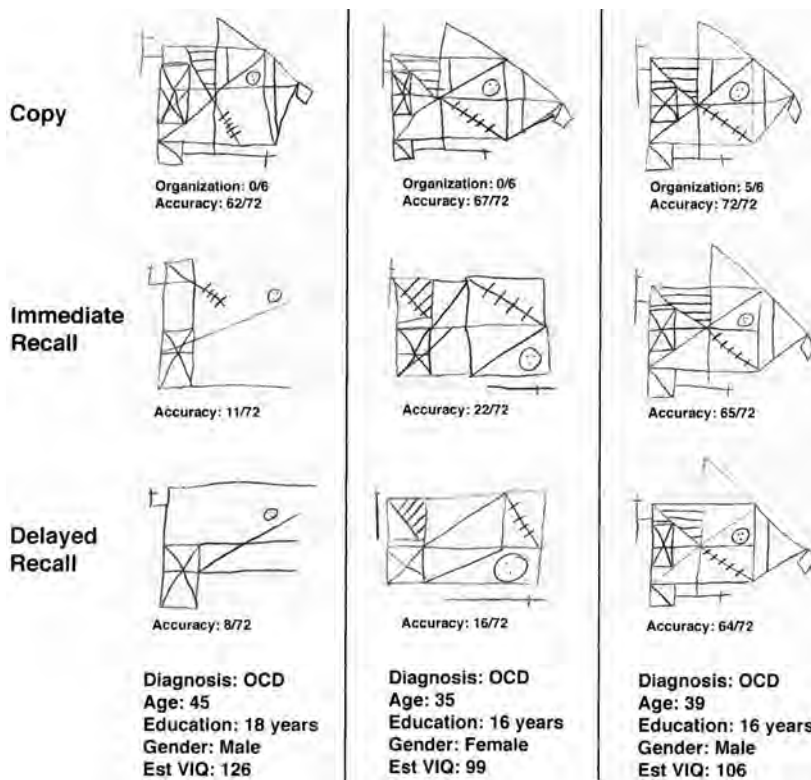 Copy
Organization: 0/6
Accuracy: 62/72
Organization: 0/6
Accuracy: 67/72
Organization: 5/6
Accuracy: 72/72
Immediate
Recall
Accuracy: 11/72
Accuracy: 22/72
Accuracy: 65/72
Delayed
Recall
Accuracy: 8/72
Accuracy: 16/72
Accuracy: 64/72
Diagnosis: OCD
Age: 45
Education: 18 years
Gender: Male
Est VIQ: 126
Diagnosis: OCD
Age: 35
Education: 16 years
Gender: Female
Est VIQ: 99
Diagnosis: OCD
Age: 39
Education: 16 years
Gender: Male
Est VIQ: 106